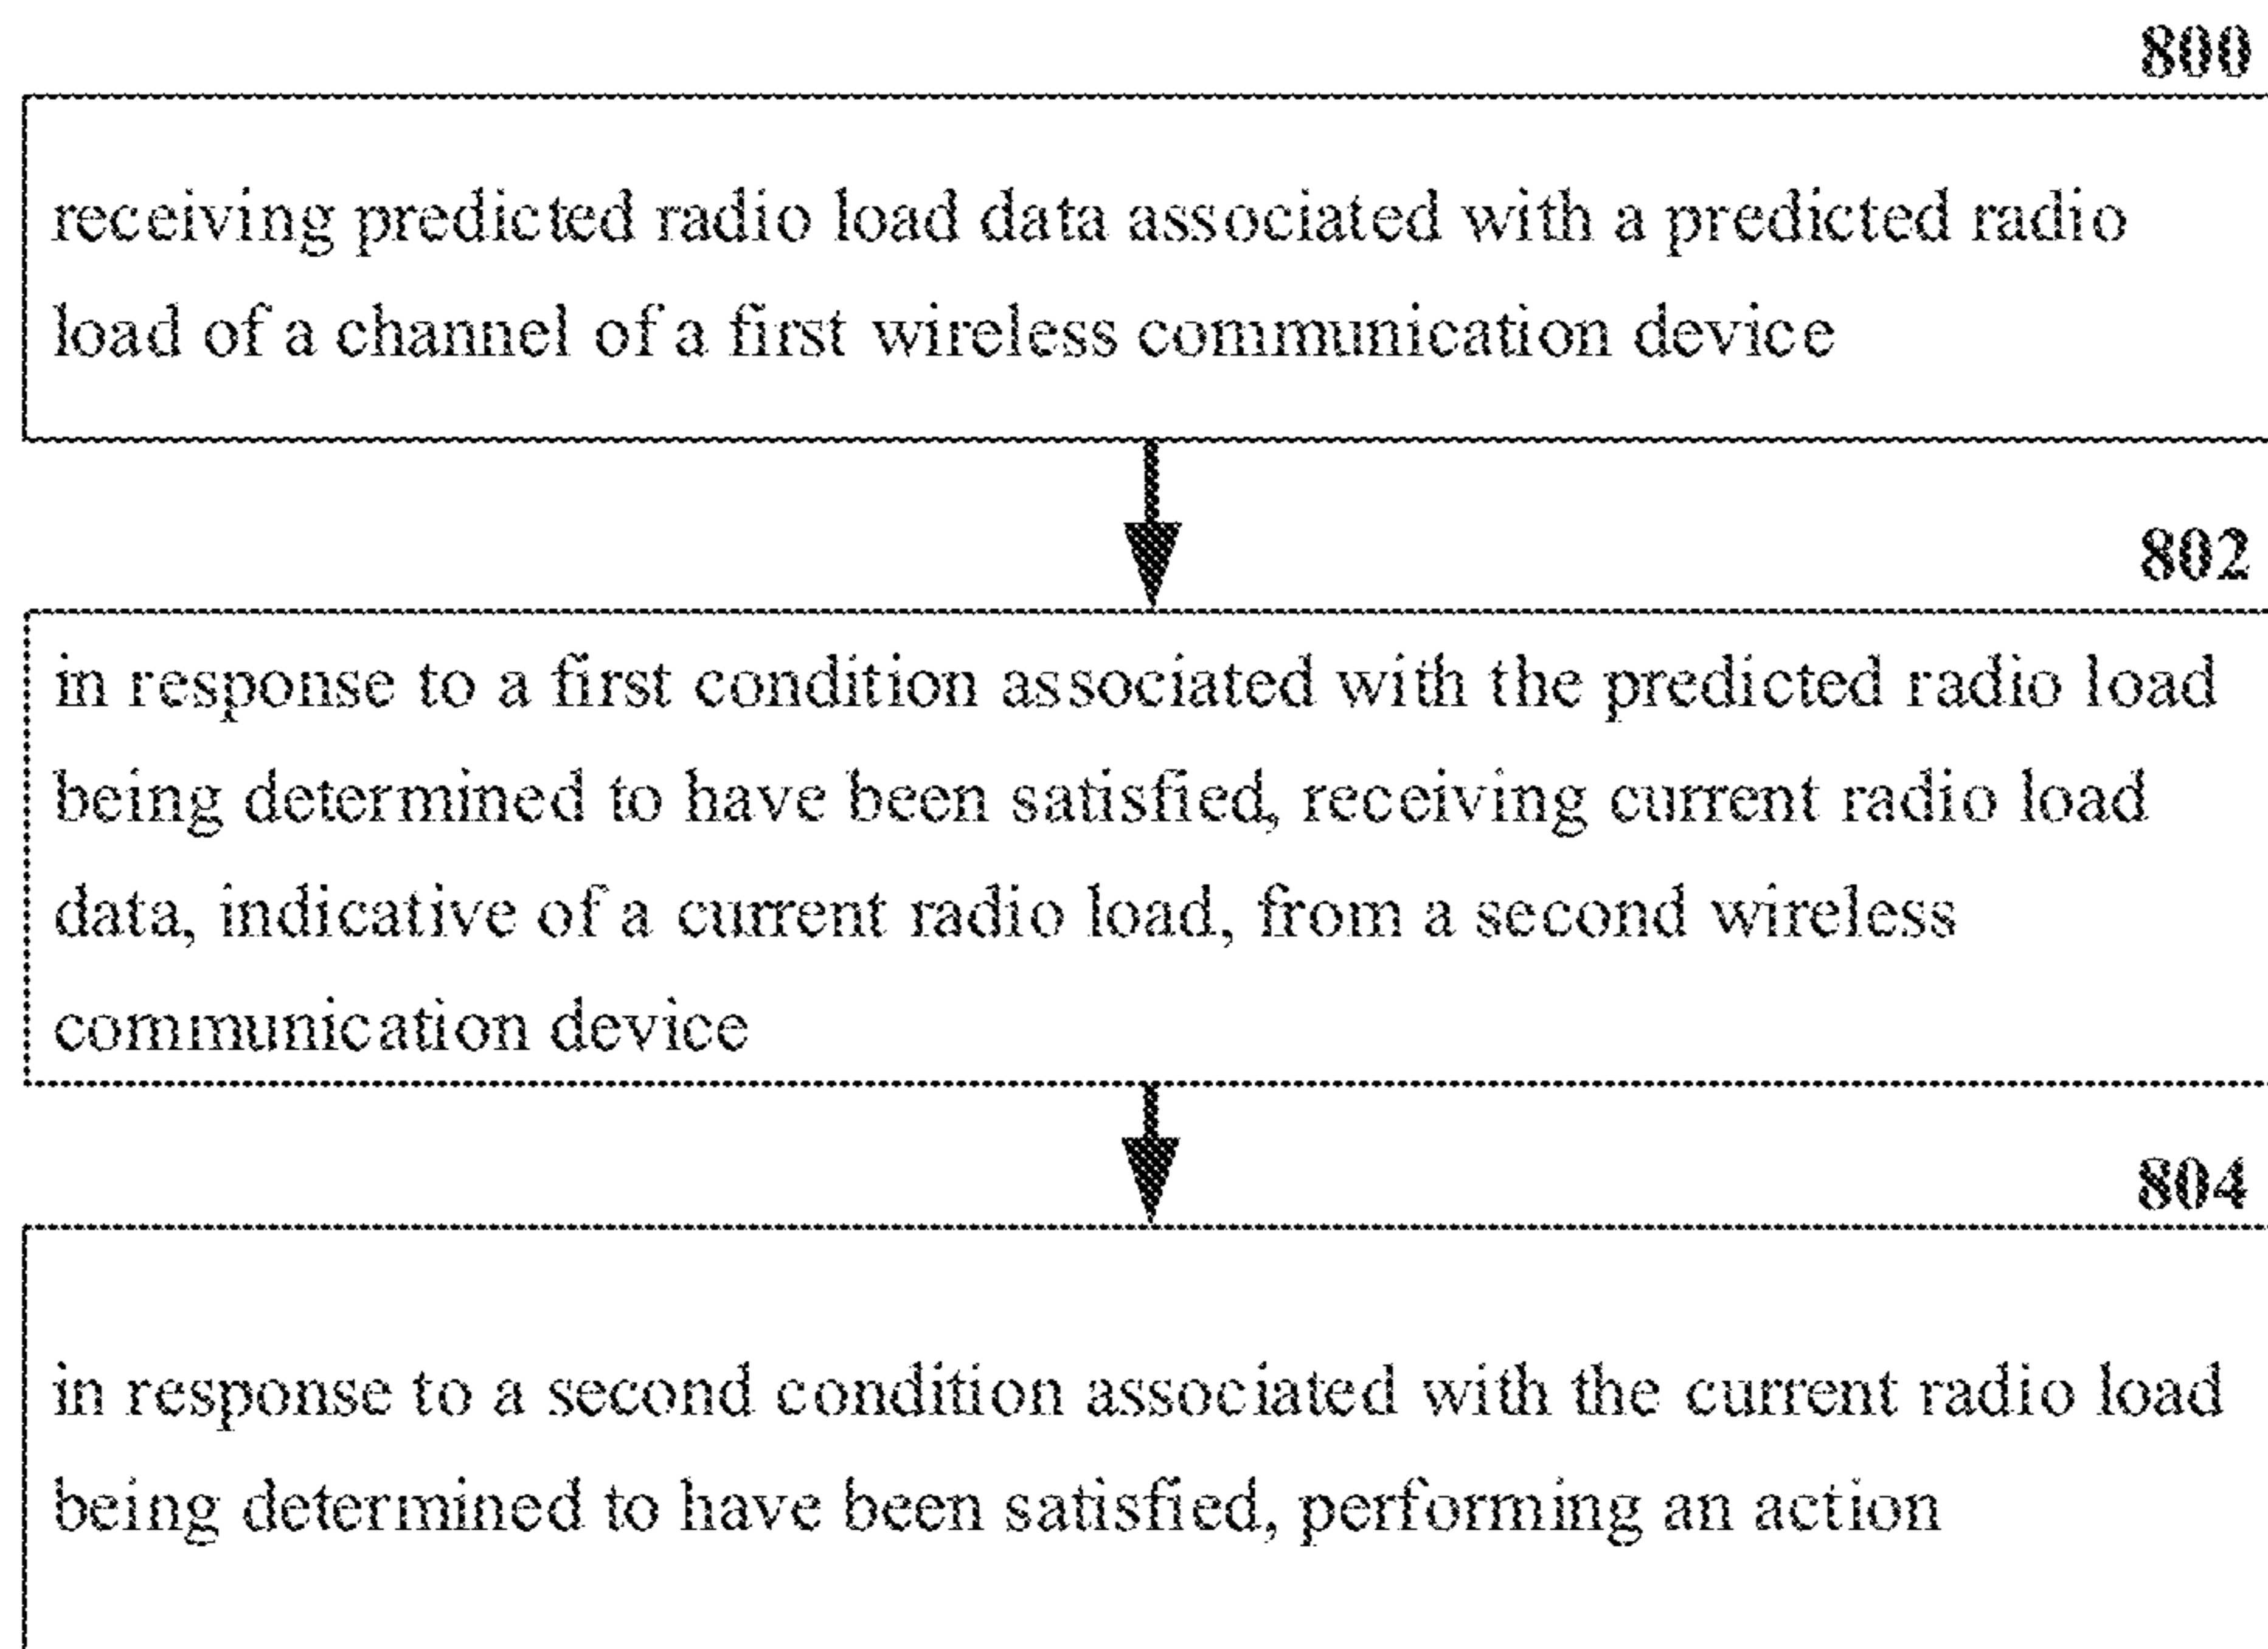 800
receiving predicted radio load data associated with a predicted radio
load of a channel of a first wireless communication device
802
in response to a first condition associated with the predicted radio load
being determined to have been satisfied, receiving current radio load
data, indicative of a current radio load, from a second wireless
communication device
804
in response to a second condition associated with the current radio load
being determined to have been satisfied, performing an action